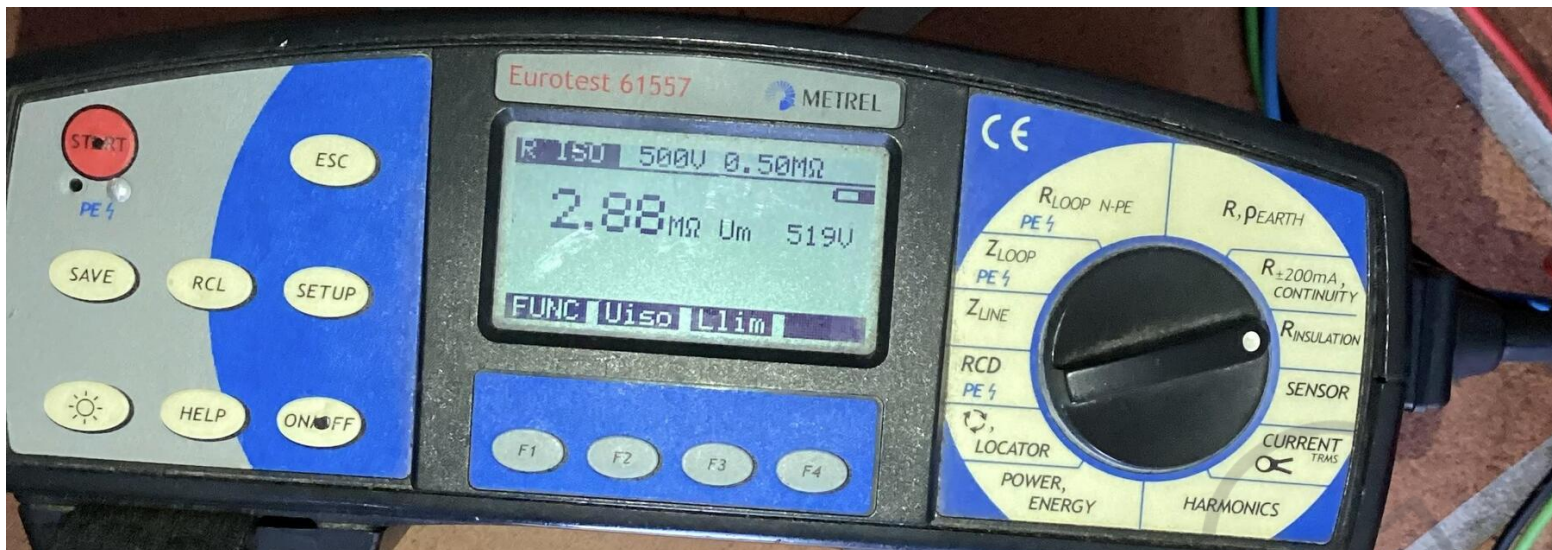 START
PE
ESC
SAVE
RCL
SETUP
HELP
ON/OFF
Eurotest 61557
METREL
R ISO 500V 0.50MΩ
2.88MΩ Um 519V
FUNC Uiso Llim
F1
F2
F3
F4
CE
RLOOP N-PE
PE
ZLOOP
PE
ZLINE
RCD
PE
,
LOCATOR
POWER,
ENERGY
R,ρEARTH
R±200mA,
CONTINUITY
RINSULATION
SENSOR
CURRENT
TRMS
HARMONICS